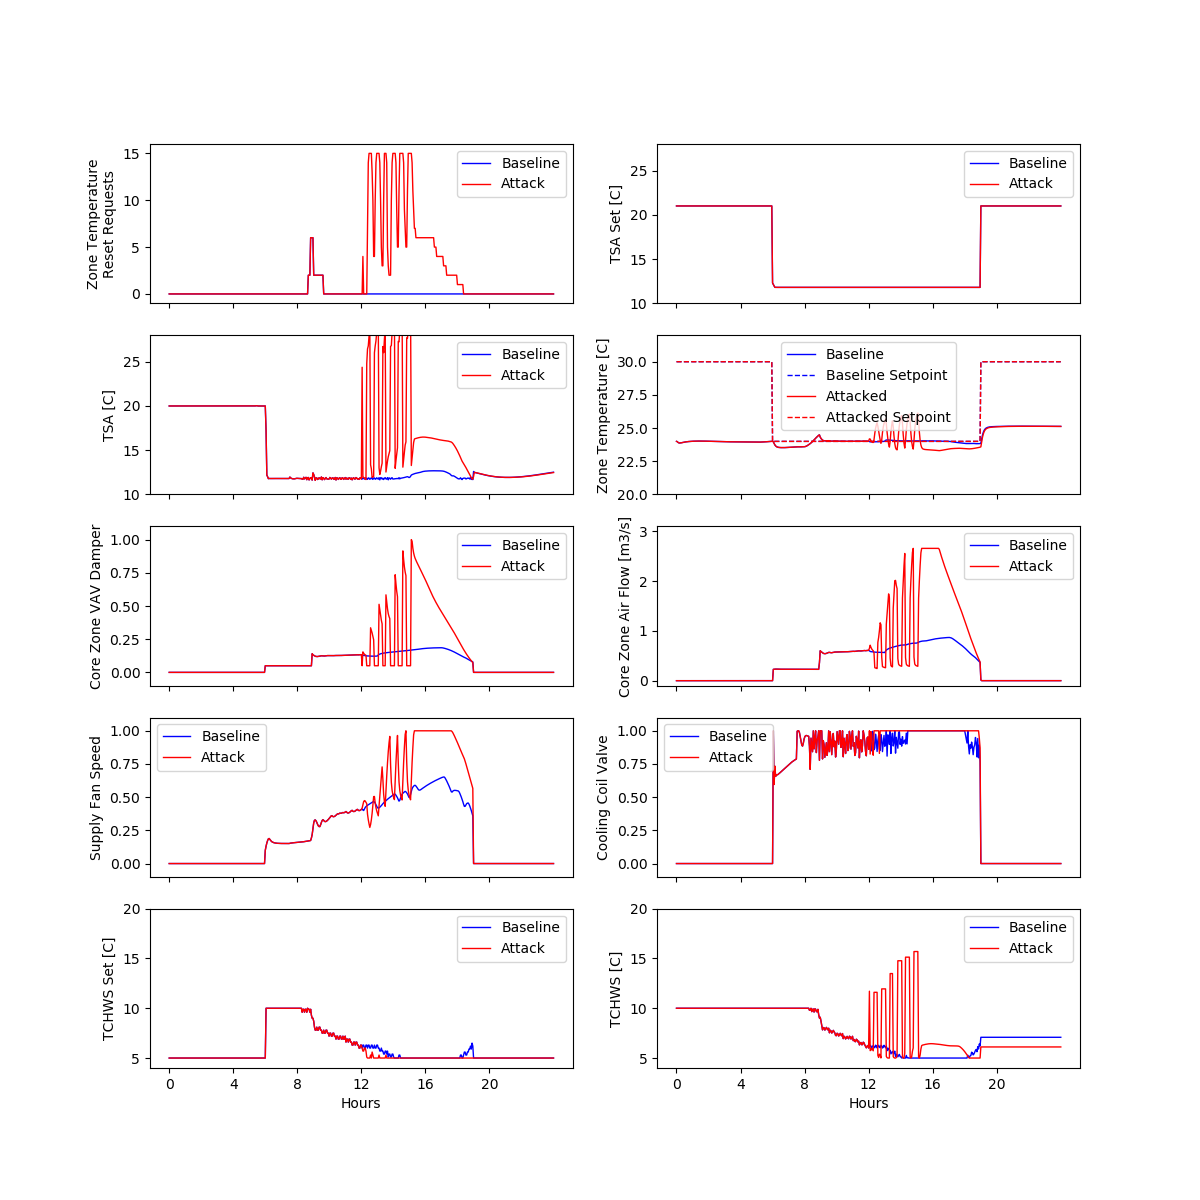 Zone Temperature
Reset Requests
15
10
5
0
Baseline
Attack
TSA Set [C]
25
20
15
10
Baseline
Attack
TSA [C]
25
20
15
10
Baseline
Attack
Zone Temperature [C]
30.0
27.5
25.0
22.5
20.0
Baseline
Baseline Setpoint
Attacked
Attacked Setpoint
Core Zone VAV Damper
1.00
0.75
0.50
0.25
0.00
Baseline
Attack
Core Zone Air Flow [m3/s]
3
2
1
0
Baseline
Attack
Supply Fan Speed
1.00
0.75
0.50
0.25
0.00
Baseline
Attack
Cooling Coil Valve
1.00
0.75
0.50
0.25
0.00
Baseline
Attack
TCHWS Set [C]
20
15
10
5
Baseline
Attack
0 4 8 12 16 20
Hours
TCHWS [C]
20
15
10
5
Baseline
Attack
0 4 8 12 16 20
Hours